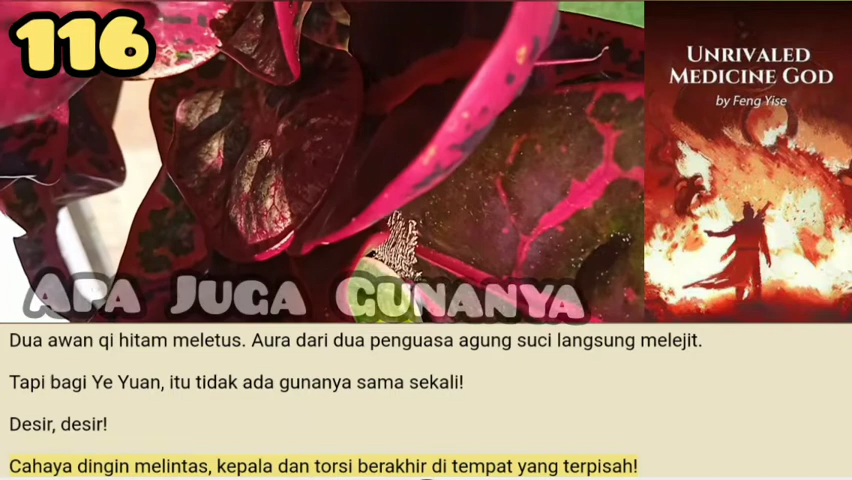 116
UNRIVALED
MEDICINE GOD
by Feng Yise
APA JUGA GUNANYA
Dua awan qi hitam meletus. Aura dari dua penguasa agung suci langsung melejit.
Tapi bagi Ye Yuan, itu tidak ada gunanya sama sekali!
Desir, desir!
Cahaya dingin melintas, kepala dan torsi berakhir di tempat yang terpisah!